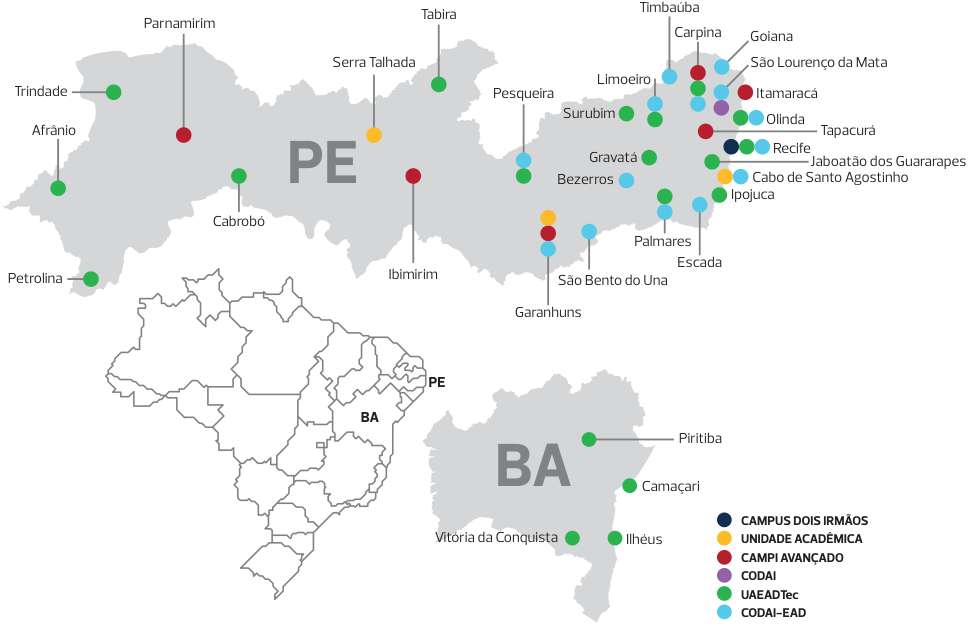 Timbaúba
Tabira
Parnamirim
Carpina
Goiana
Serra Talhada
São Lourenço da Mata
Limoeiro
Trindade
Pesqueira
Itamaracá
Surubim
Olinda
Afrânio
Tapacurá
PE
Recife
Gravatá
Jaboatão dos Guararapes
Bezerros
Cabo de Santo Agostinho
Ipojuca
Cabrobó
Palmares
Escada
Petrolina
Ibimirim
São Bento do Una
Garanhuns
PE
BA
Piritiba
BA
Camaçari
Vitória da Conquista
Ilhéus
CAMPUS DOIS IRMÃOS
UNIDADE ACADÊMICA
CAMPI AVANÇADO
CODAI
UAEADTec
CODAI-EAD